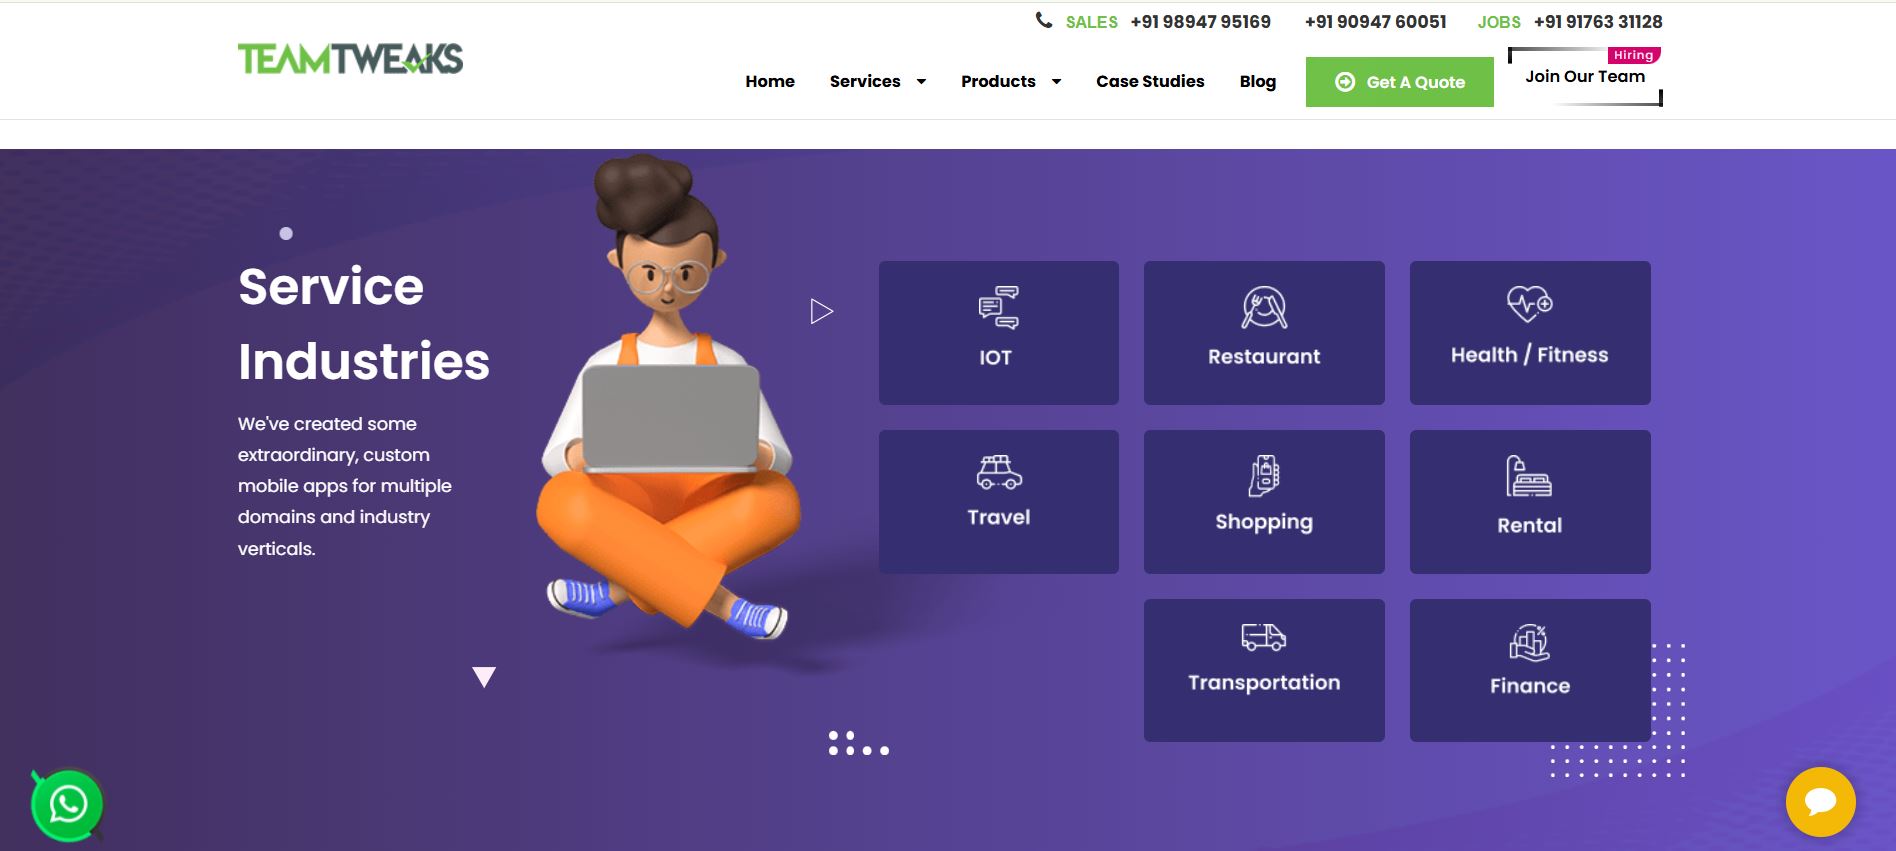 SALES +91 98947 95169 +91 90947 60051 JOBS +91 91763 31128
TEAMTWEAKS
Home Services Products Case Studies Blog Get A Quote Join Our Team
Hiring
Service
Industries
We've created some
extraordinary, custom
mobile apps for multiple
domains and industry
verticals.
IOT
Restaurant
Health / Fitness
Travel
Shopping
Rental
Transportation
Finance